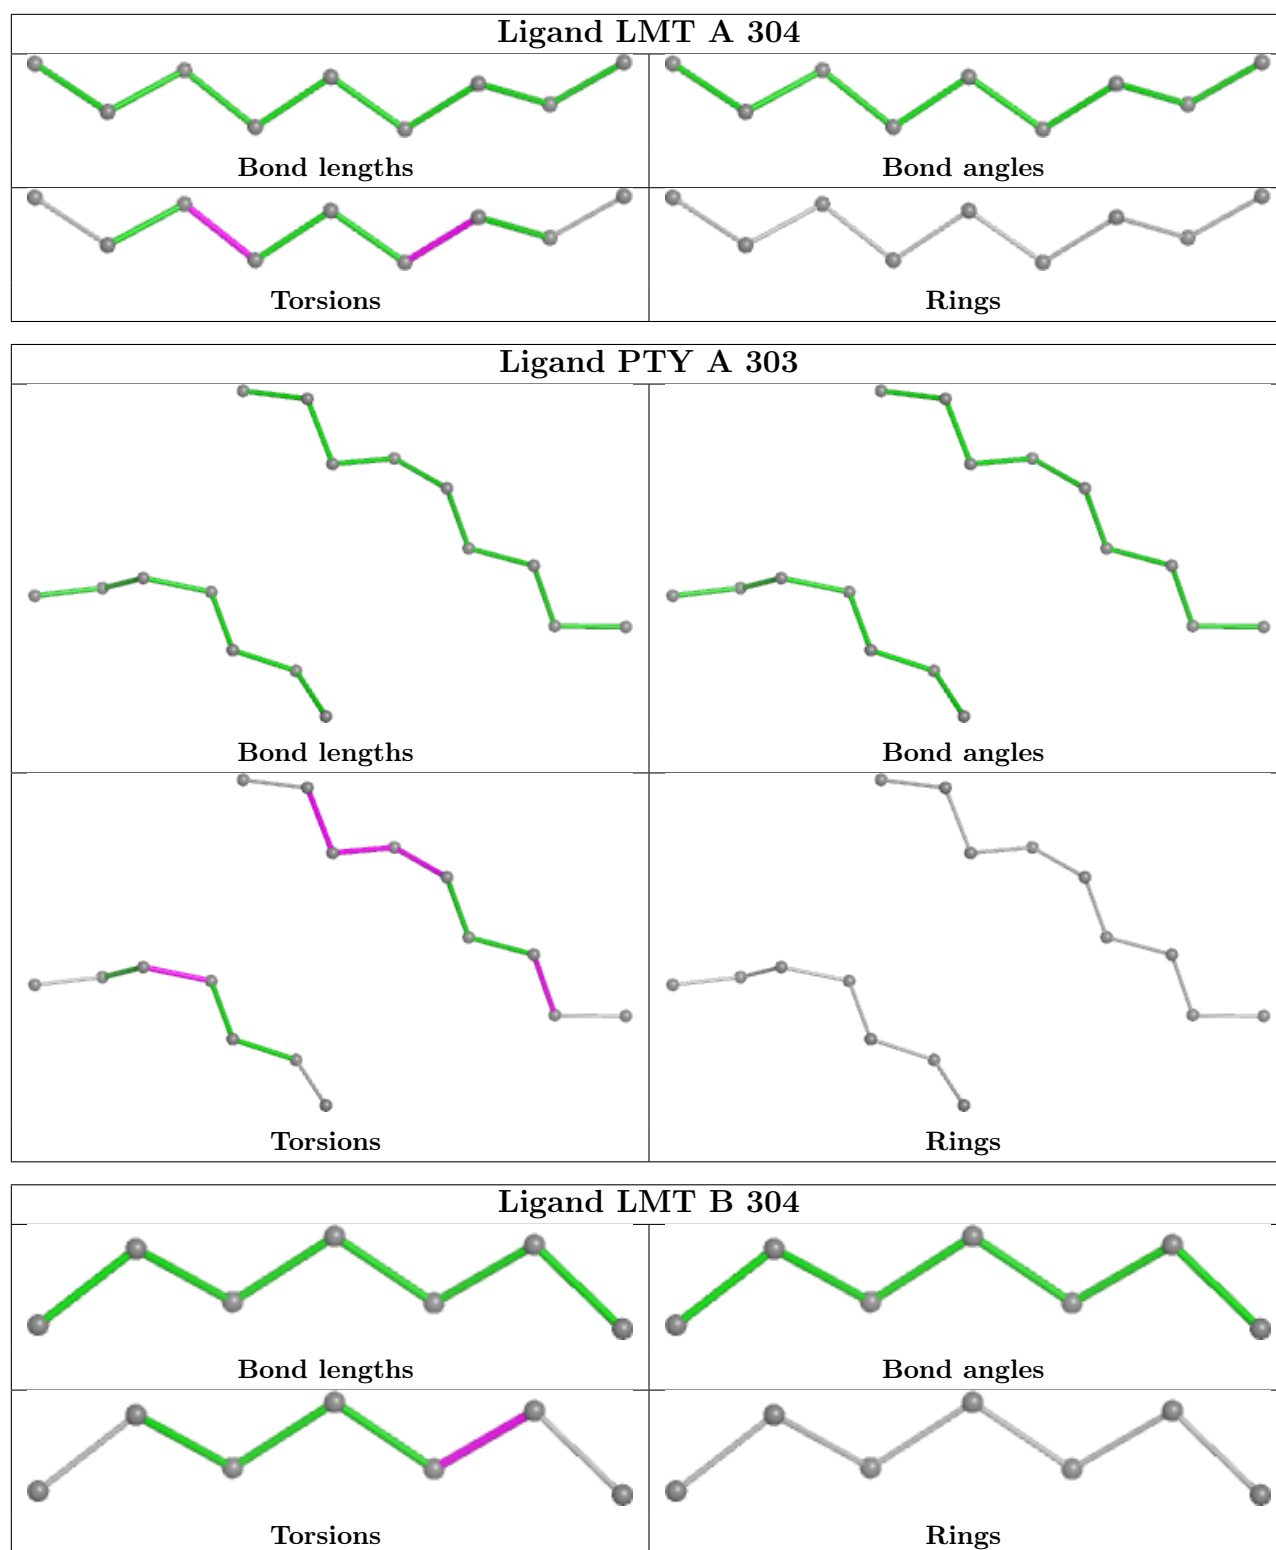 Ligand LMT A 304
Bond lengths
Bond angles
Torsions
Rings
Ligand PTY A 303
Bond lengths
Bond angles
Torsions
Rings
Ligand LMT B 304
Bond lengths
Bond angles
Torsions
Rings